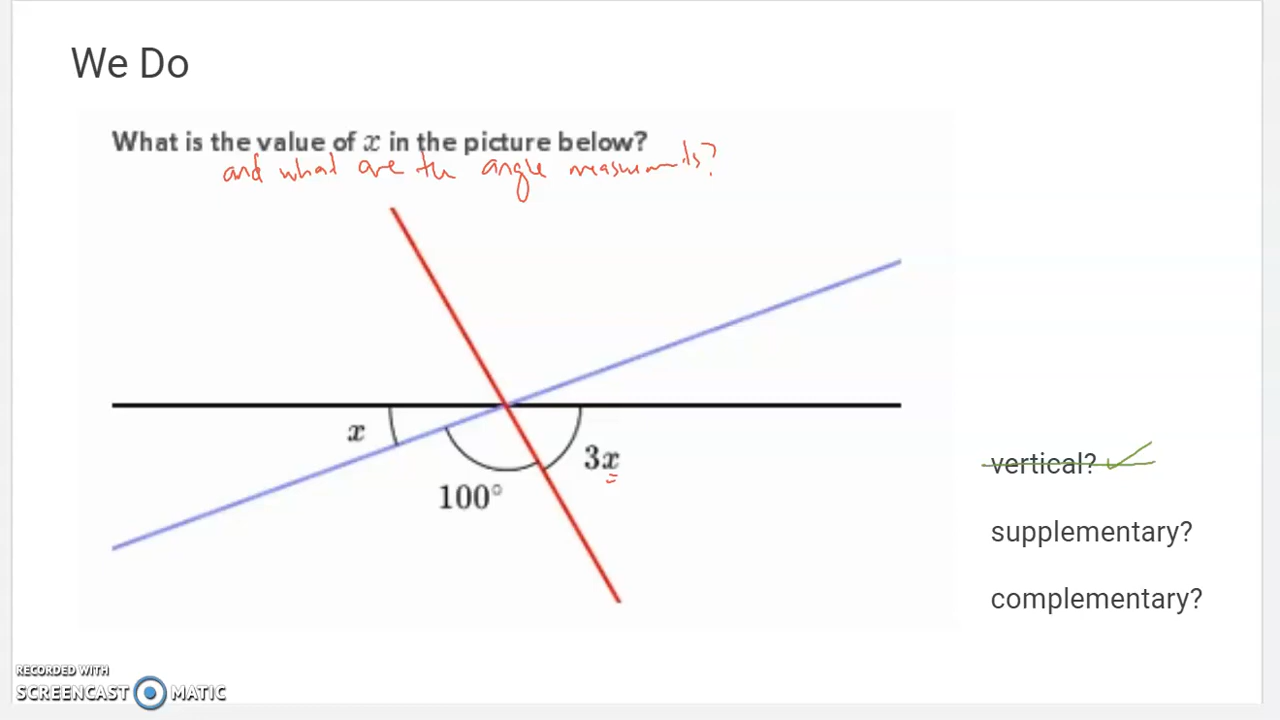 We Do
What is the value of x in the picture below?
and what are the angle measurements?
x
3x
100°
vertical?
supplementary?
complementary?
RECORDED WITH
SCREENCAST MATIC